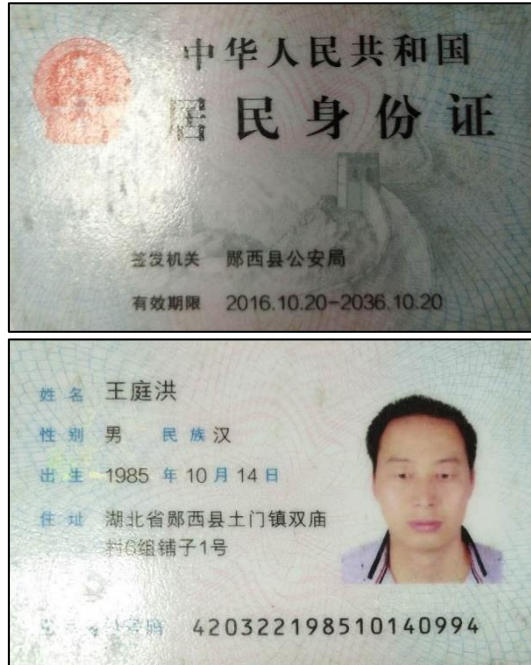 中华人民共和国
居民身份证
签发机关 郧西县公安局
有效期限 2016.10.20-2036.10.20
姓名 王庭洪
性别 男 民族 汉
出生 1985 年 10 月 14 日
住址 湖北省郧西县土门镇双庙
村6组铺子1号
号码 420322198510140994